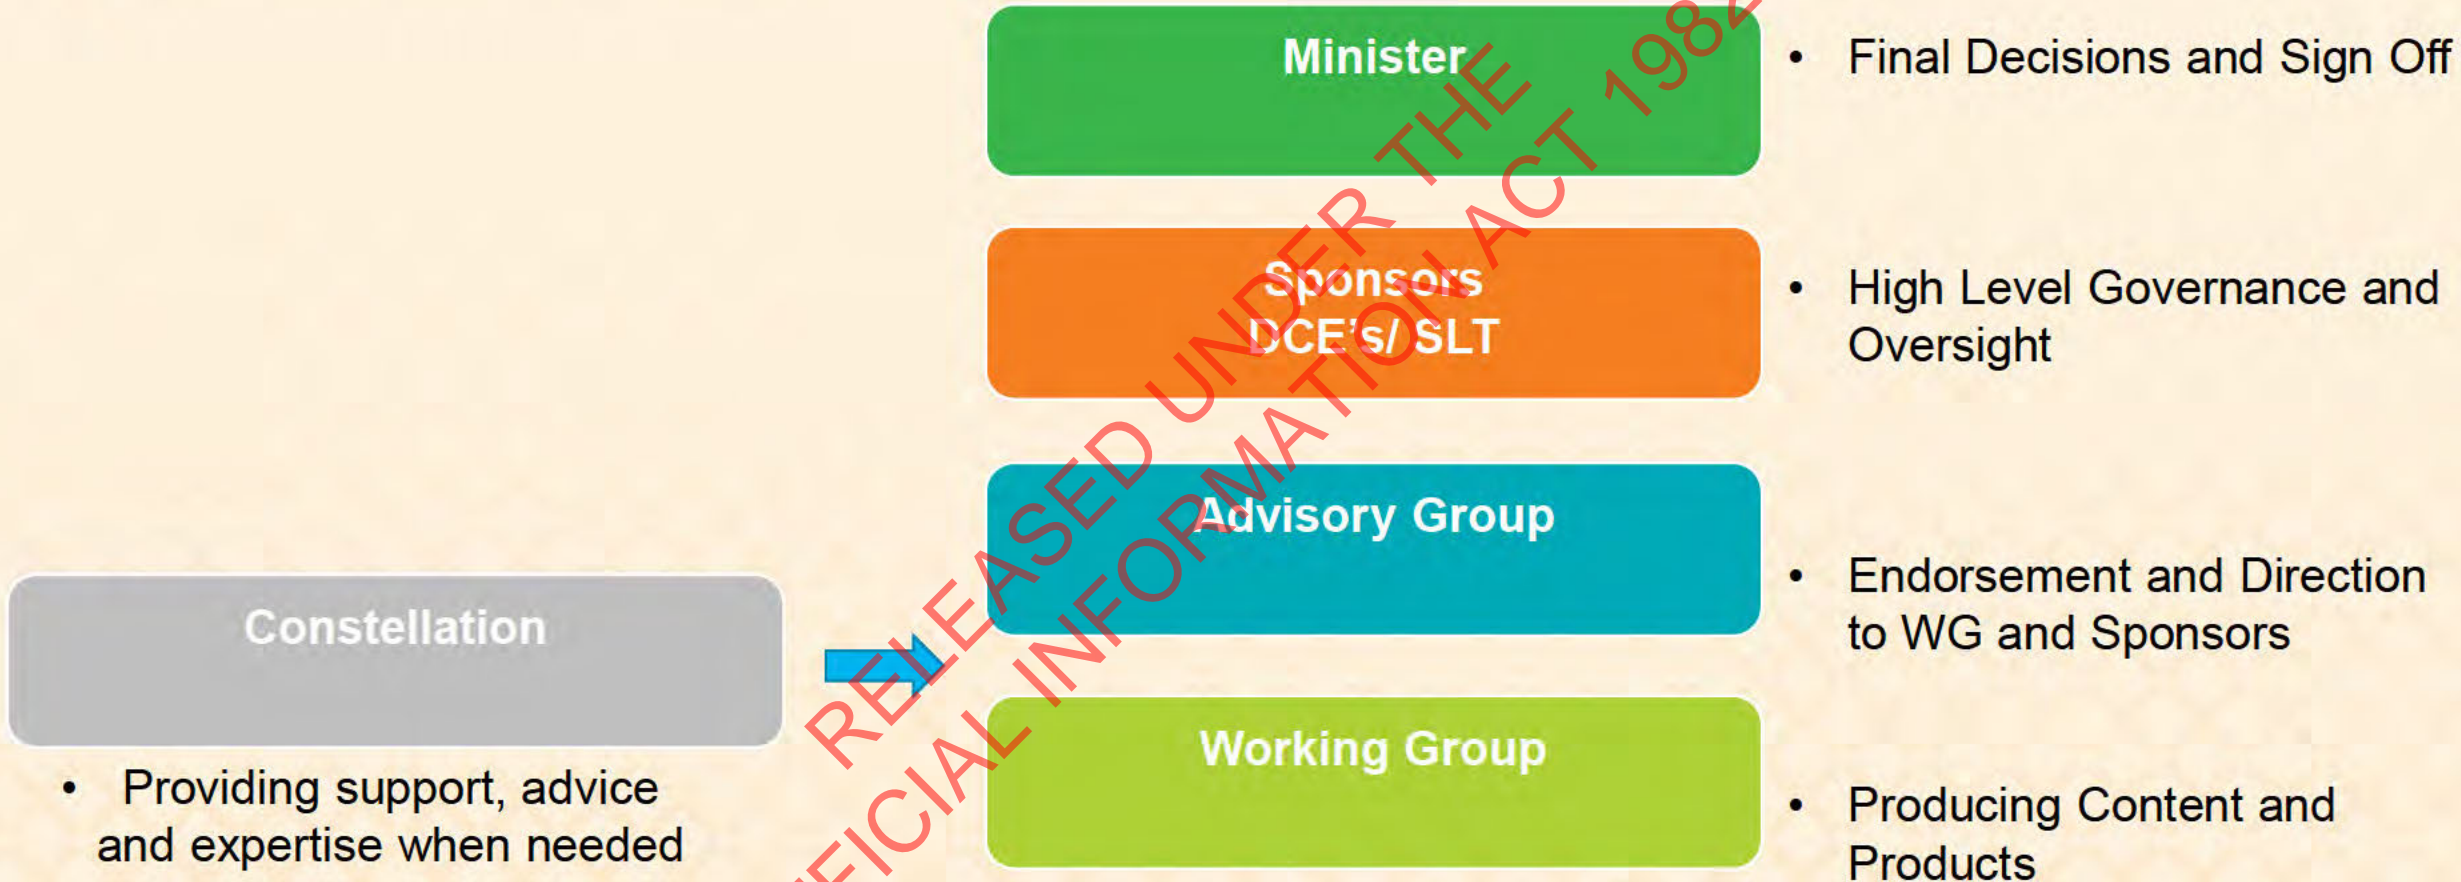 Minister
• Final Decisions and Sign Off
Sponsors
DCE's/ SLT
• High Level Governance and
Oversight
Advisory Group
• Endorsement and Direction
to WG and Sponsors
Constellation
• Providing support, advice
and expertise when needed
Working Group
• Producing Content and
Products
RELEASED UNDER THE
FICIAL INFORMATION ACT 1982